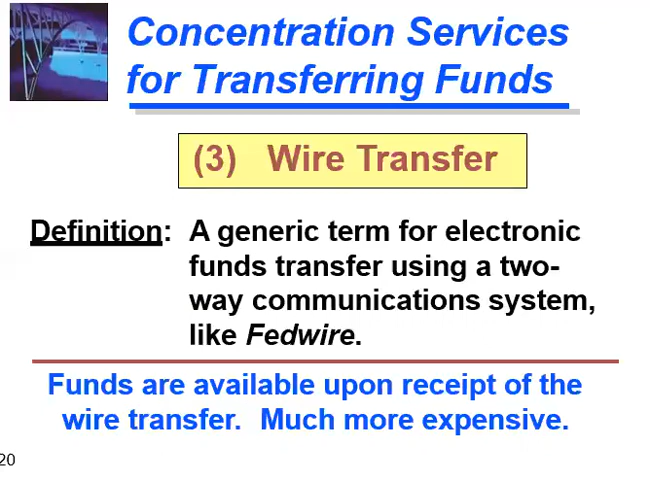 Concentration Services
for Transferring Funds
(3) Wire Transfer
Definition: A generic term for electronic
funds transfer using a two-
way communications system,
like Fedwire.
Funds are available upon receipt of the
wire transfer. Much more expensive.
20